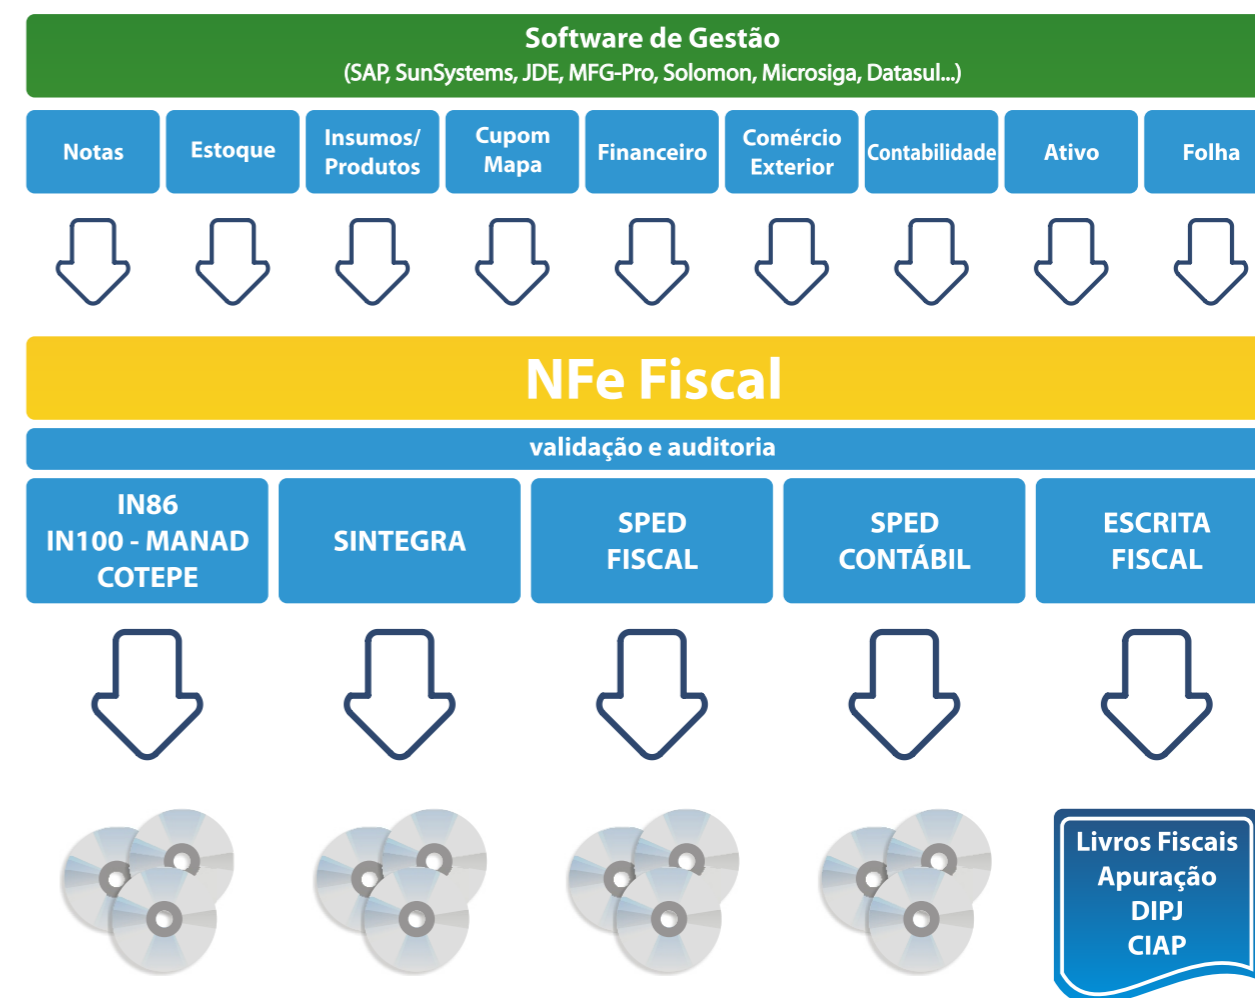 Software de Gestão
(SAP, SunSystems, JDE, MFG-Pro, Solomon, Microsiga, Datasul...)
Notas
Estoque
Insumos/
Produtos
Cupom
Mapa
Financeiro
Comércio
Exterior
Contabilidade
Ativo
Folha
NFe Fiscal
validação e auditoria
IN86
IN100 - MANAD
COTEPE
SINTEGRA
SPED
FISCAL
SPED
CONTÁBIL
ESCRITA
FISCAL
Livros Fiscais
Apuração
DIPJ
CIAP